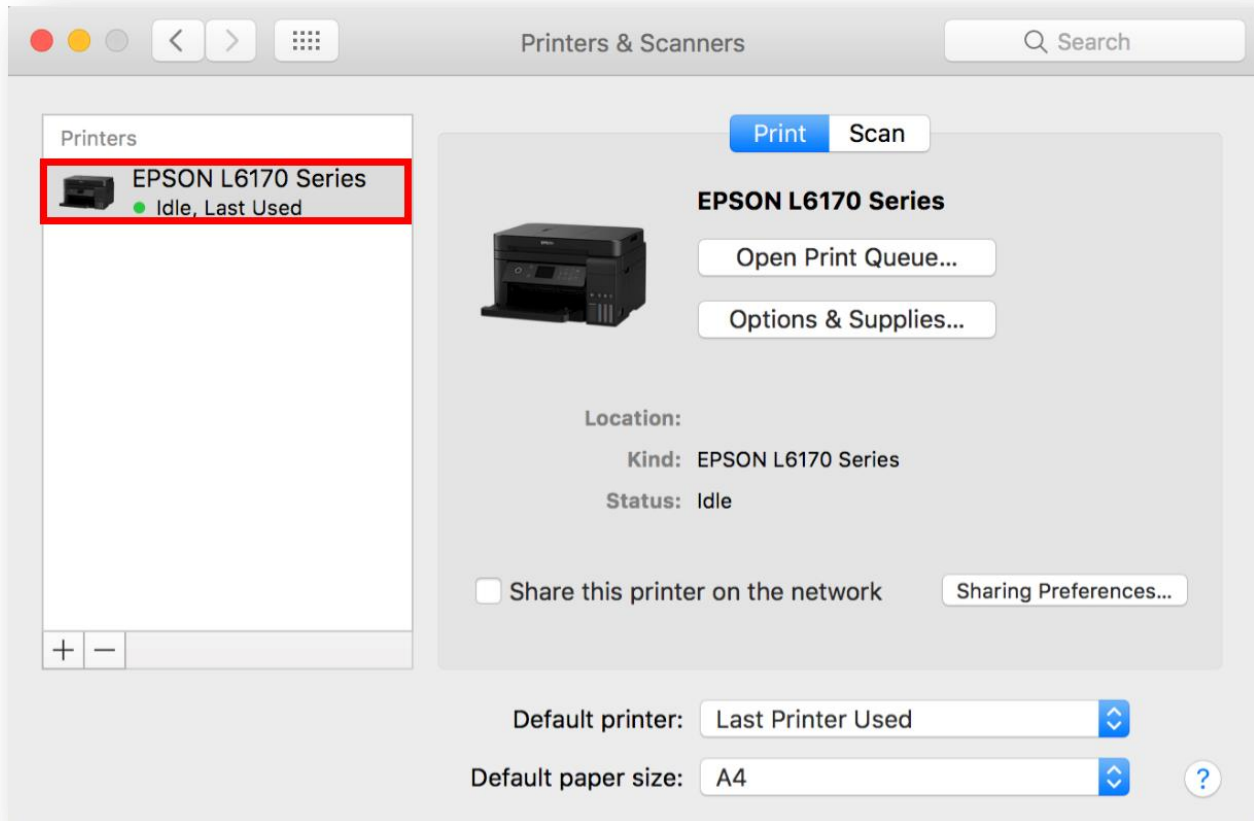 Printers & Scanners
Search
Printers
EPSON L6170 Series
Idle, Last Used
Print Scan
EPSON L6170 Series
Open Print Queue...
Options & Supplies...
Location:
Kind: EPSON L6170 Series
Status: Idle
Share this printer on the network
Sharing Preferences...
+ −
Default printer: Last Printer Used
Default paper size: A4
?